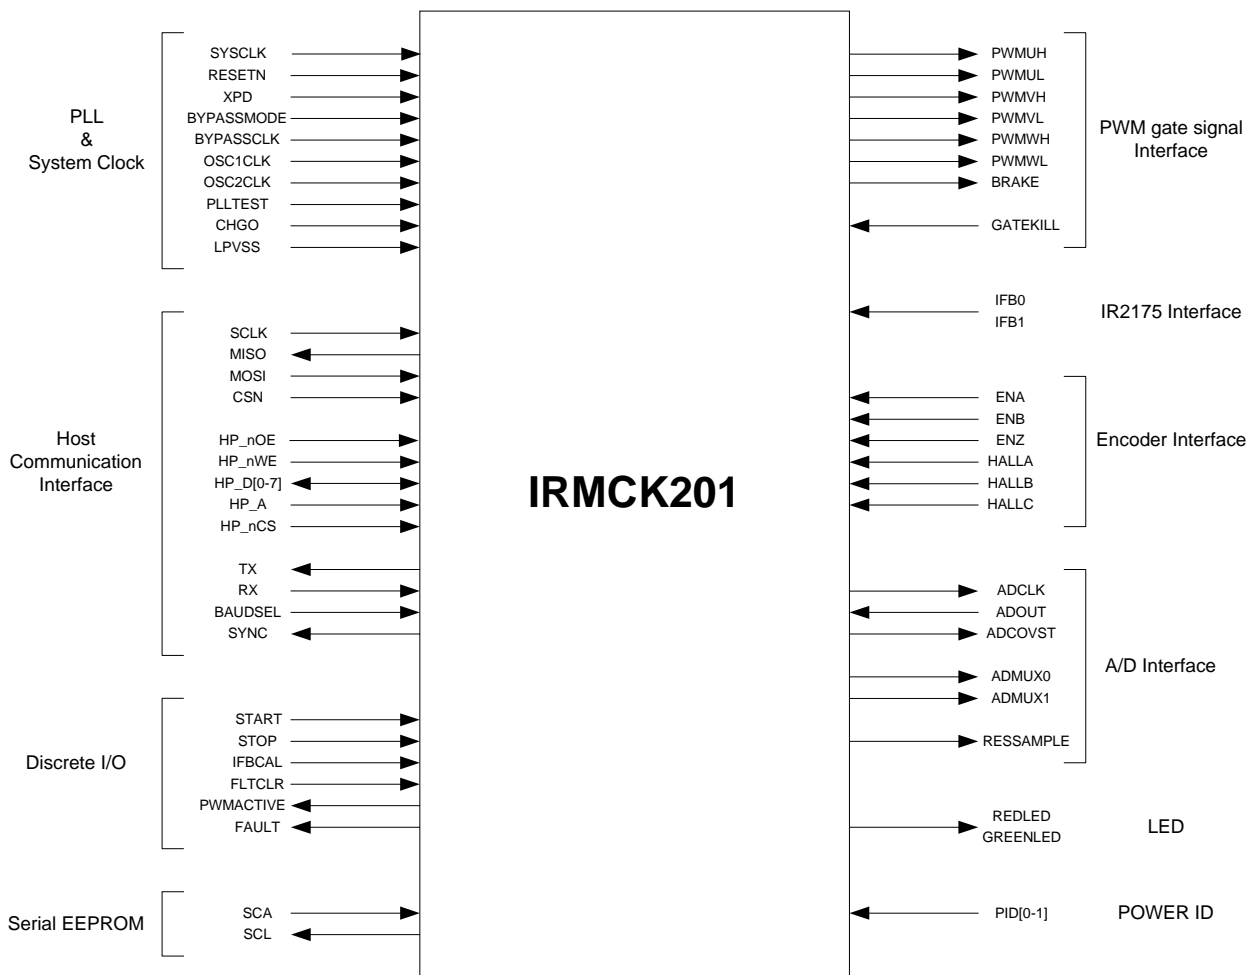 PLL
&
System Clock
SYSCLK
RESETN
XPD
BYPASSMODE
BYPASSCLK
OSC1CLK
OSC2CLK
PLLTEST
CHGO
LPVSS
Host
Communication
Interface
SCLK
MISO
MOSI
CSN
HP_nOE
HP_nWE
HP_D[0-7]
HP_A
HP_nCS
TX
RX
BAUDSEL
SYNC
Discrete I/O
START
STOP
IFBCAL
FLTCLR
PWMACTIVE
FAULT
Serial EEPROM
SCA
SCL
IRMCK201
PWMUH
PWMUL
PWMVH
PWMVL
PWMWH
PWMWL
BRAKE
GATEKILL
PWM gate signal
Interface
IFB0
IFB1
IR2175 Interface
ENA
ENB
ENZ
HALLA
HALLB
HALLC
Encoder Interface
ADCLK
ADOUT
ADCOVST
ADMUX0
ADMUX1
RESSAMPLE
A/D Interface
REDLED
GREENLED
LED
PID[0-1]
POWER ID